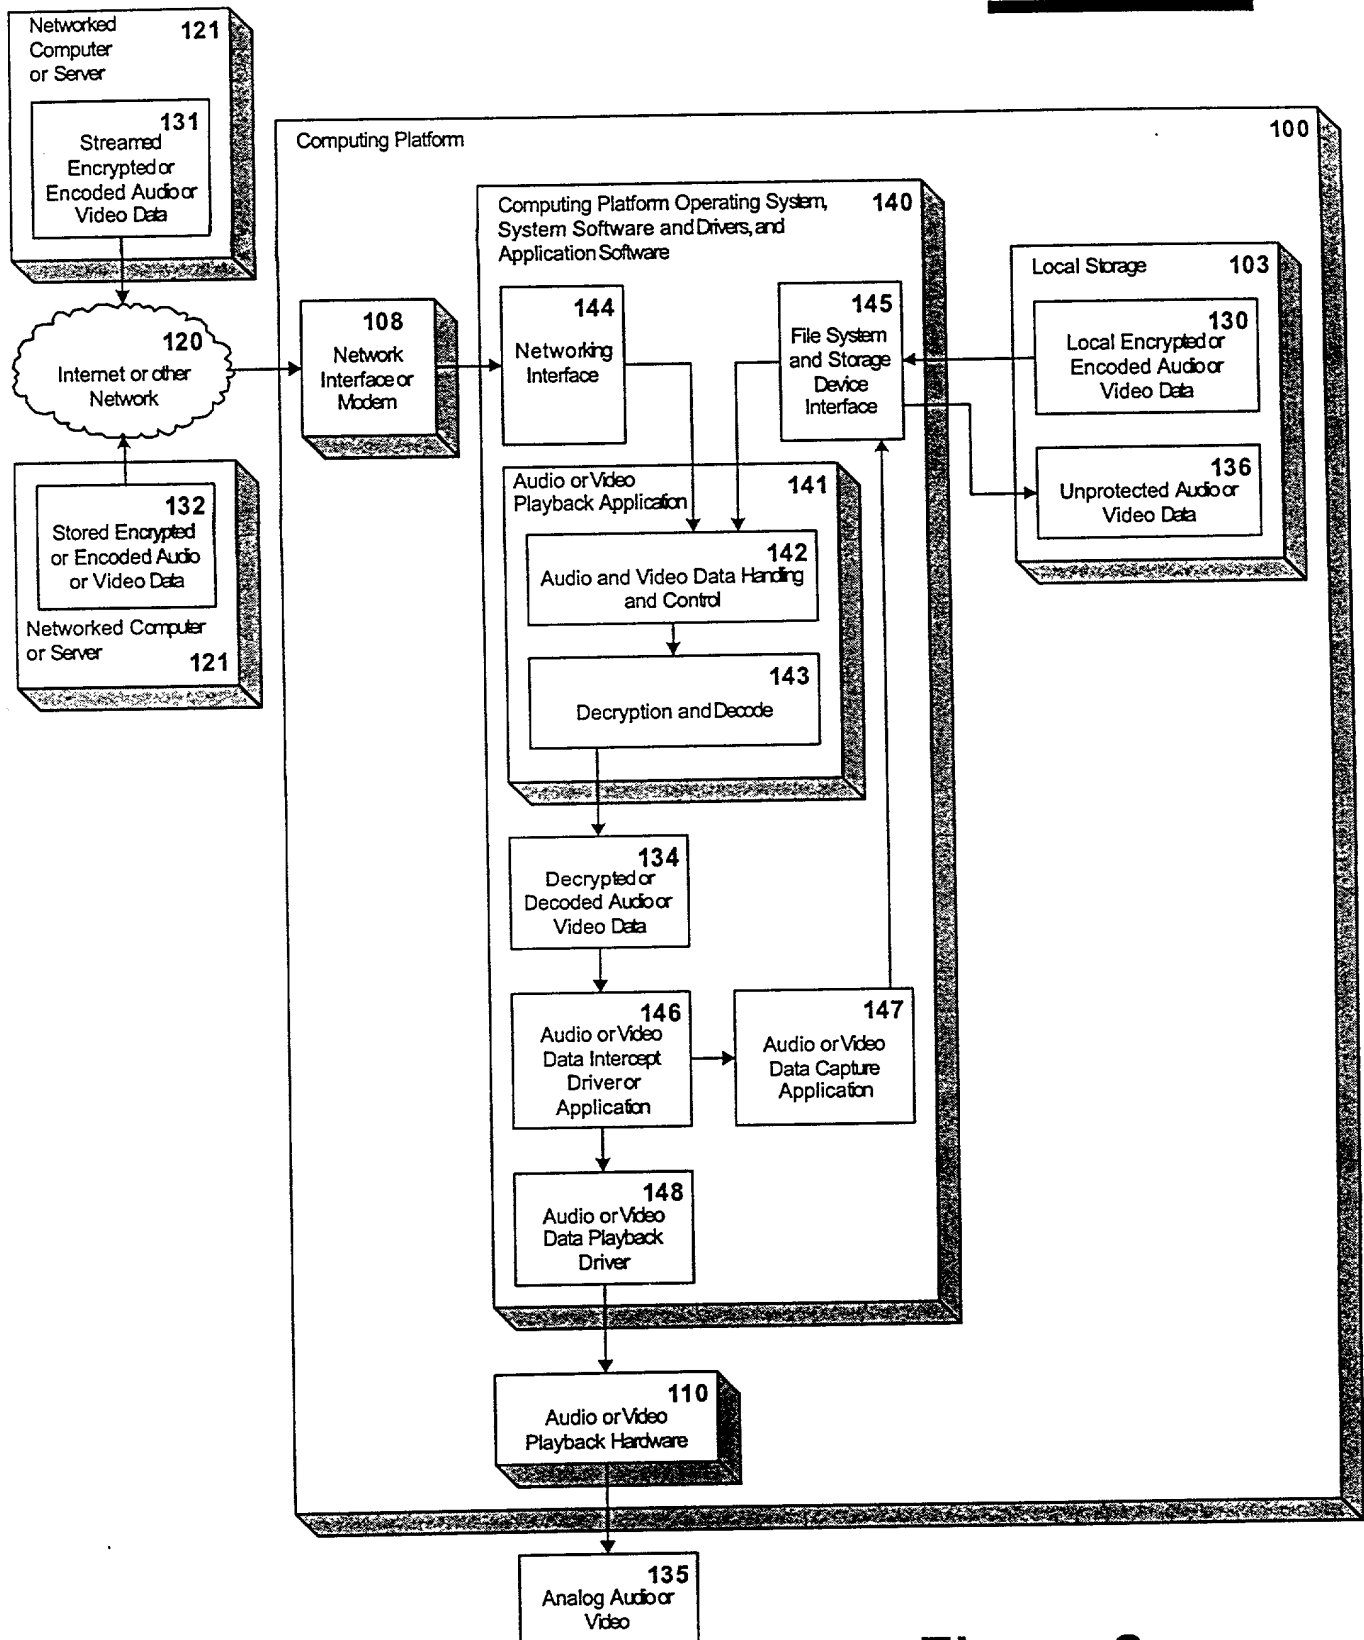 Networked
Computer
or Server
121
131
Streamed
Encrypted or
Encoded Audio or
Video Data
120
Internet or other
Network
132
Stored Encrypted
or Encoded Audio
or Video Data
Networked Computer
or Server
121
Computing Platform
100
108
Network
Interface or
Modem
Computing Platform Operating System,
System Software and Drivers, and
Application Software
140
144
Networking
Interface
145
File System
and Storage
Device
Interface
Local Storage
103
130
Local Encrypted or
Encoded Audio or
Video Data
136
Unprotected Audio or
Video Data
Audio or Video
Playback Application
141
142
Audio and Video Data Handling
and Control
143
Decryption and Decode
134
Decrypted or
Decoded Audio or
Video Data
146
Audio or Video
Data Intercept
Driver or
Application
147
Audio or Video
Data Capture
Application
148
Audio or Video
Data Playback
Driver
110
Audio or Video
Playback Hardware
135
Analog Audio or
Video